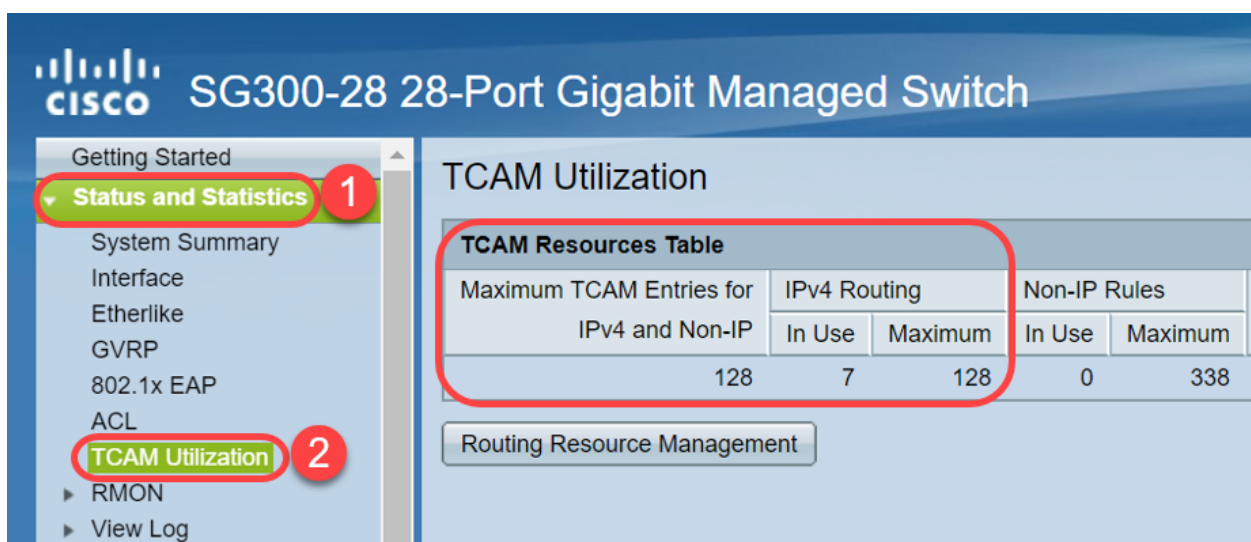 CISCO SG300-28 28-Port Gigabit Managed Switch
Getting Started
Status and Statistics 1
System Summary
Interface
Etherlike
GVRP
802.1x EAP
ACL
TCAM Utilization 2
RMON
View Log
TCAM Utilization
TCAM Resources Table
Maximum TCAM Entries for IPv4 Routing Non-IP Rules
IPv4 and Non-IP In Use Maximum In Use Maximum
128 7 128 0 338
Routing Resource Management